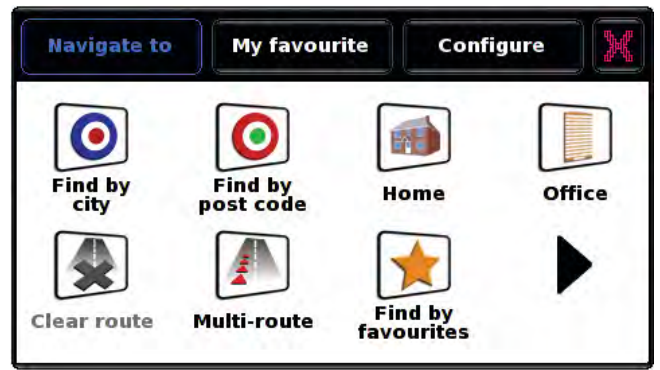 Navigate to
My favourite
Configure
Find by
city
Find by
post code
Home
Office
Clear route
Multi-route
Find by
favourites